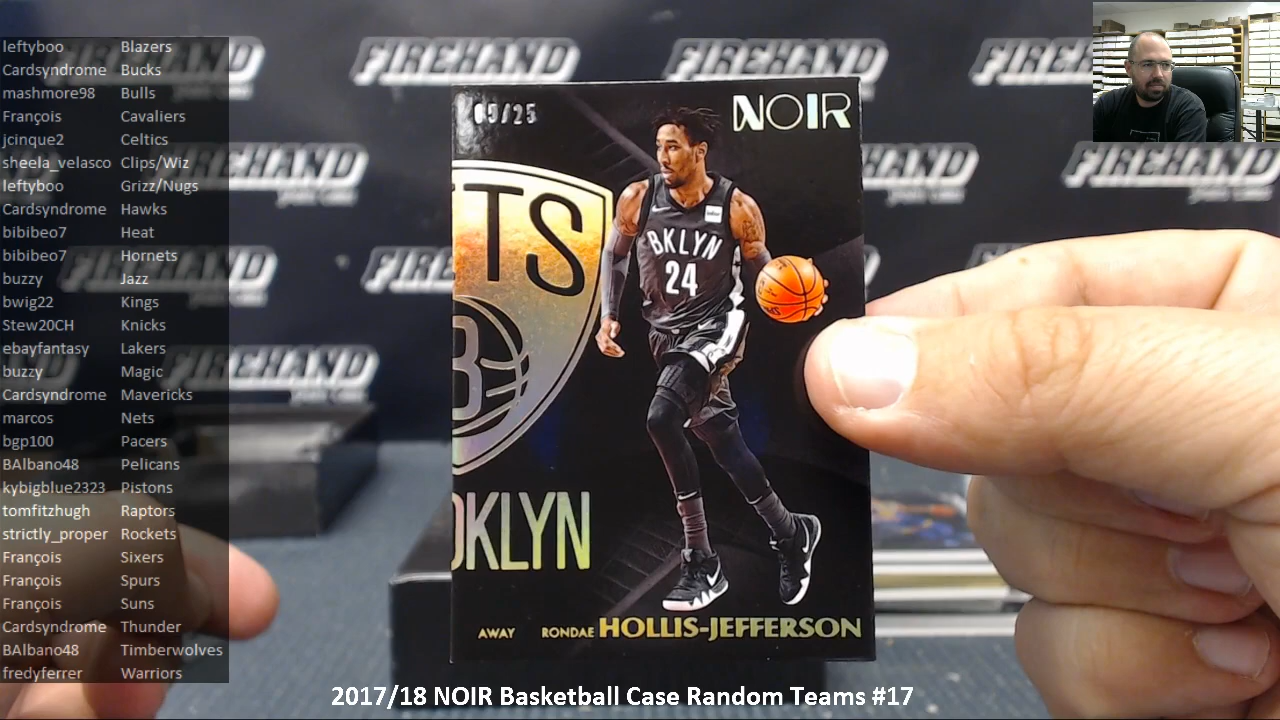 leftyboo Blazers
Cardsyndrome Bucks
mashmore98 Bulls
François Cavaliers
jcinque2 Celtics
sheela_velasco Clips/Wiz
leftyboo Grizz/Nugs
Cardsyndrome Hawks
bibibeo7 Heat
bibibeo7 Hornets
buzzy Jazz
bwig22 Kings
Stew20CH Knicks
ebayfantasy Lakers
buzzy Magic
Cardsyndrome Mavericks
marcos Nets
bgp100 Pacers
BAlbano48 Pelicans
kybigblue2323 Pistons
tomfitzhugh Raptors
strictly_proper Rockets
François Sixers
François Spurs
François Suns
Cardsyndrome Thunder
BAlbano48 Timberwolves
fredyferrer Warriors
FIREHAND FIREHAND FIREHAND
FIREHAND
FIREHAND
FIREHAND
/25
NOIR
TS
BKLYN
24
B
OKLYN
AWAY RONDAE HOLLIS-JEFFERSON
2017/18 NOIR Basketball Case Random Teams #17